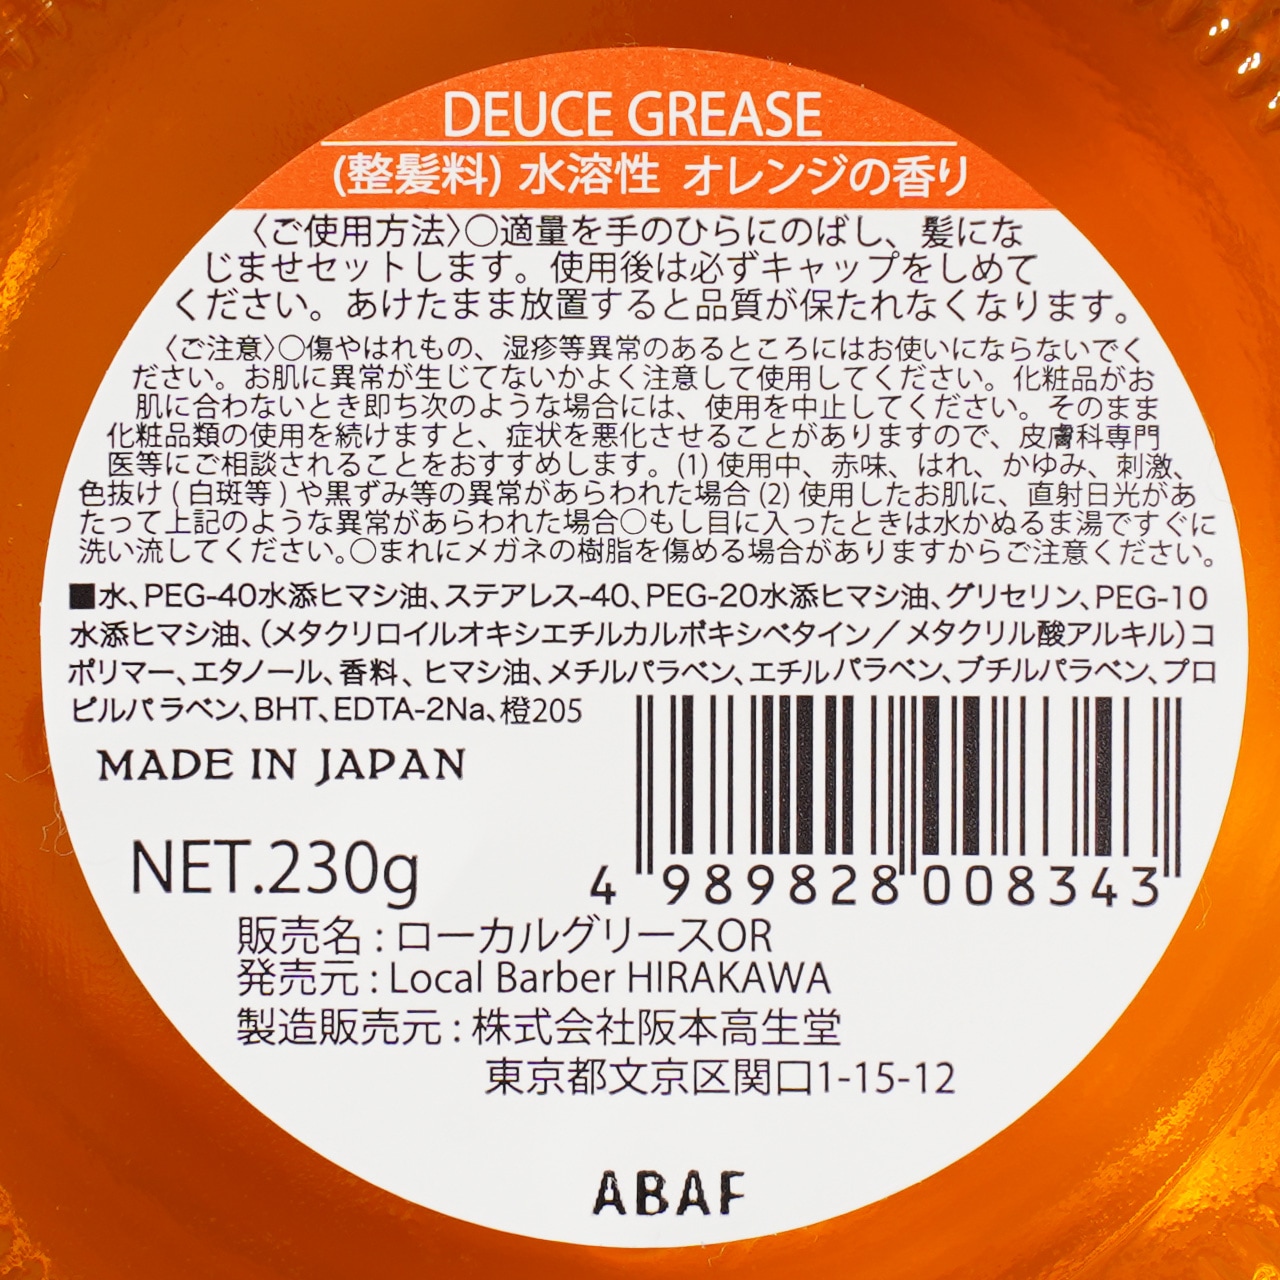 DEUCE GREASE
(整髪料) 水溶性 オレンジの香り
〈ご使用方法〉○適量を手のひらにのばし、髪にな
じませセットします。使用後は必ずキャップをしめて
ください。あけたまま放置すると品質が保たれなくなります。
〈ご注意〉○傷やはれもの、湿疹等異常のあるところにはお使いにならないでく
ださい。お肌に異常が生じてないかよく注意して使用してください。化粧品がお
肌に合わないとき即ち次のような場合には、使用を中止してください。そのまま
化粧品類の使用を続けますと、症状を悪化させることがありますので、皮膚科専門
医等にご相談されることをおすすめします。(1) 使用中、赤味、はれ、かゆみ、刺激、
色抜け ( 白斑等 ) や黒ずみ等の異常があらわれた場合 (2) 使用したお肌に、直射日光があ
たって上記のような異常があらわれた場合○もし目に入ったときは水かぬるま湯ですぐに
洗い流してください。○まれにメガネの樹脂を傷める場合がありますからご注意ください。
■水、PEG-40水添ヒマシ油、ステアレス-40、PEG-20水添ヒマシ油、グリセリン、PEG-10
水添ヒマシ油、(メタクリロイルオキシエチルカルボキシベタイン／メタクリル酸アルキル)コ
ポリマー、エタノール、香料、ヒマシ油、メチルパラベン、エチルパラベン、ブチルパラベン、プロ
ピルパラベン、BHT、EDTA-2Na、橙205
MADE IN JAPAN
NET.230g
4 989828 008343
販売名 : ローカルグリースOR
発売元 : Local Barber HIRAKAWA
製造販売元 : 株式会社阪本高生堂
東京都文京区関口1-15-12
ABAF